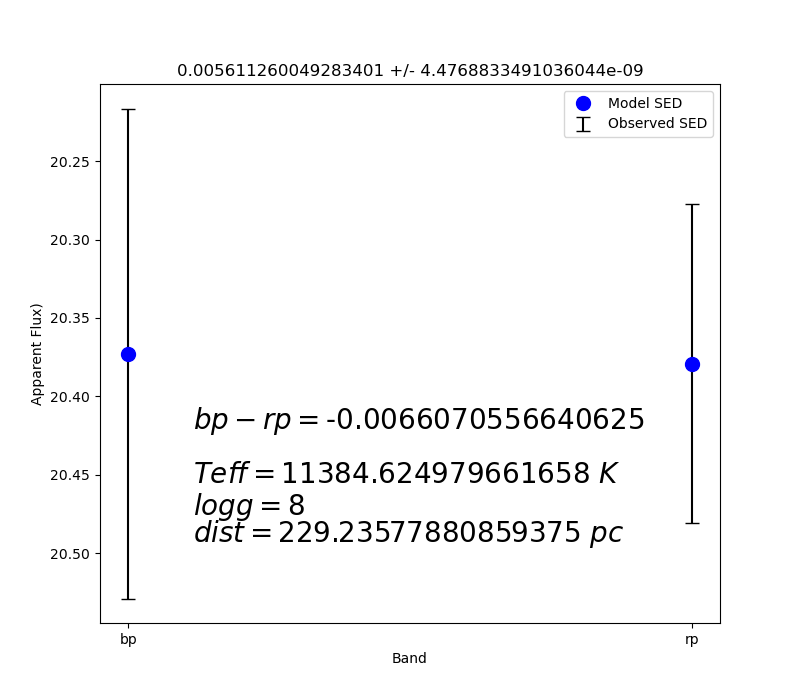 0.005611260049283401 +/- 4.4768833491036044e-09
Model SED
Observed SED
20.25
20.30
20.35
20.40
20.45
20.50
Apparent Flux)
bp − rp = -0.0066070556640625
Teff = 11384.624979661658 K
logg = 8
dist = 229.23577880859375 pc
bp
rp
Band